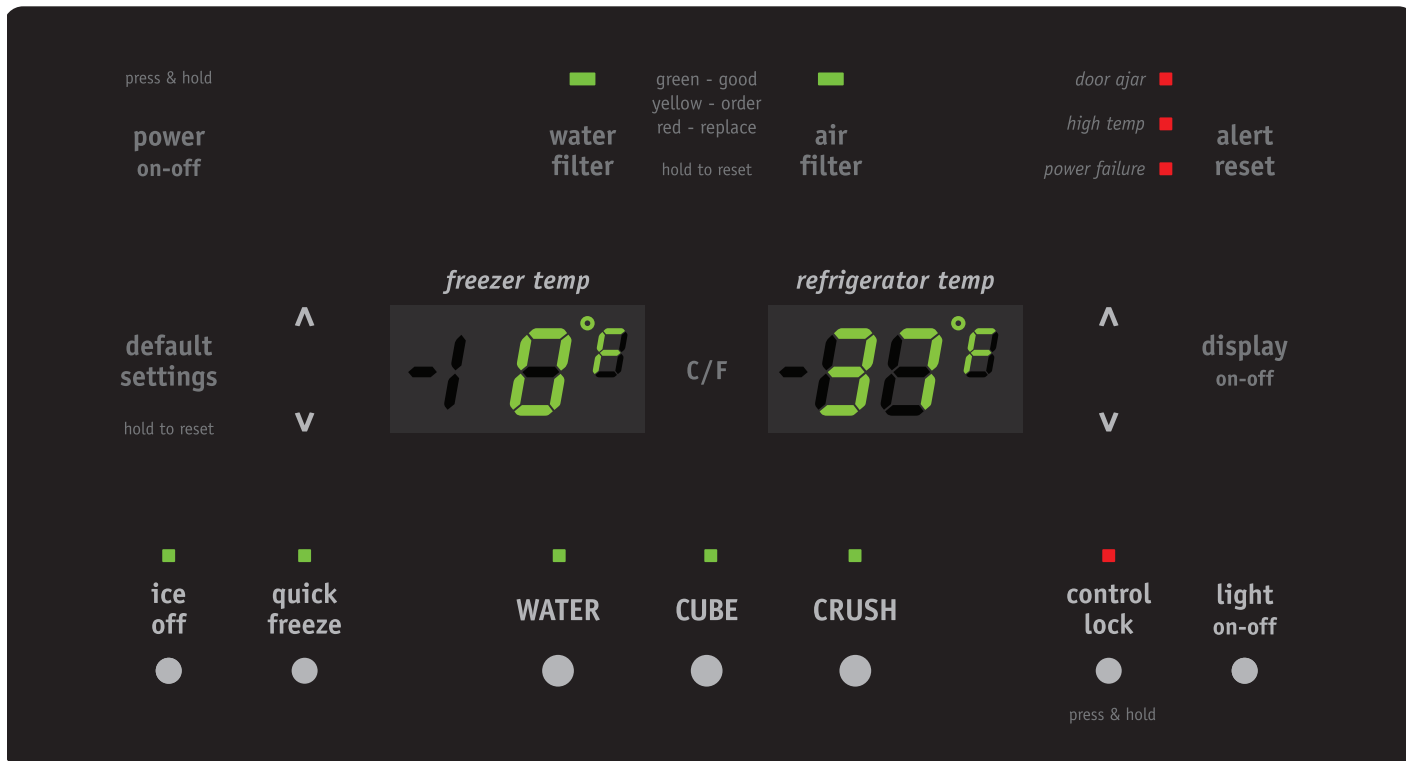 press & hold
power
on-off
water
filter
green - good
yellow - order
red - replace
hold to reset
air
filter
door ajar
high temp
power failure
alert
reset
default
settings
hold to reset
∧
∨
freezer temp
0°F
C/F
refrigerator temp
37°F
∧
∨
display
on-off
ice
off
quick
freeze
WATER
CUBE
CRUSH
control
lock
press & hold
light
on-off